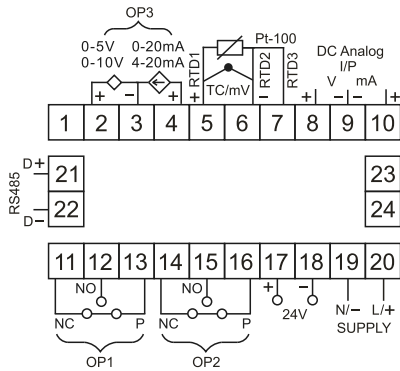 OP3
0-5V 0-20mA
0-10V 4-20mA
+ − +
RTD1
+
Pt-100
TC/mV
−
RTD2
RTD3
DC Analog
I/P
V mA
+ − − +
1 2 3 4 5 6 7 8 9 10
RS485
D+ 21
D− 22
23
24
11 12 13 14 15 16 17 18 19 20
NO NO + −
NC P NC P 24V N/− L/+
SUPPLY
OP1 OP2